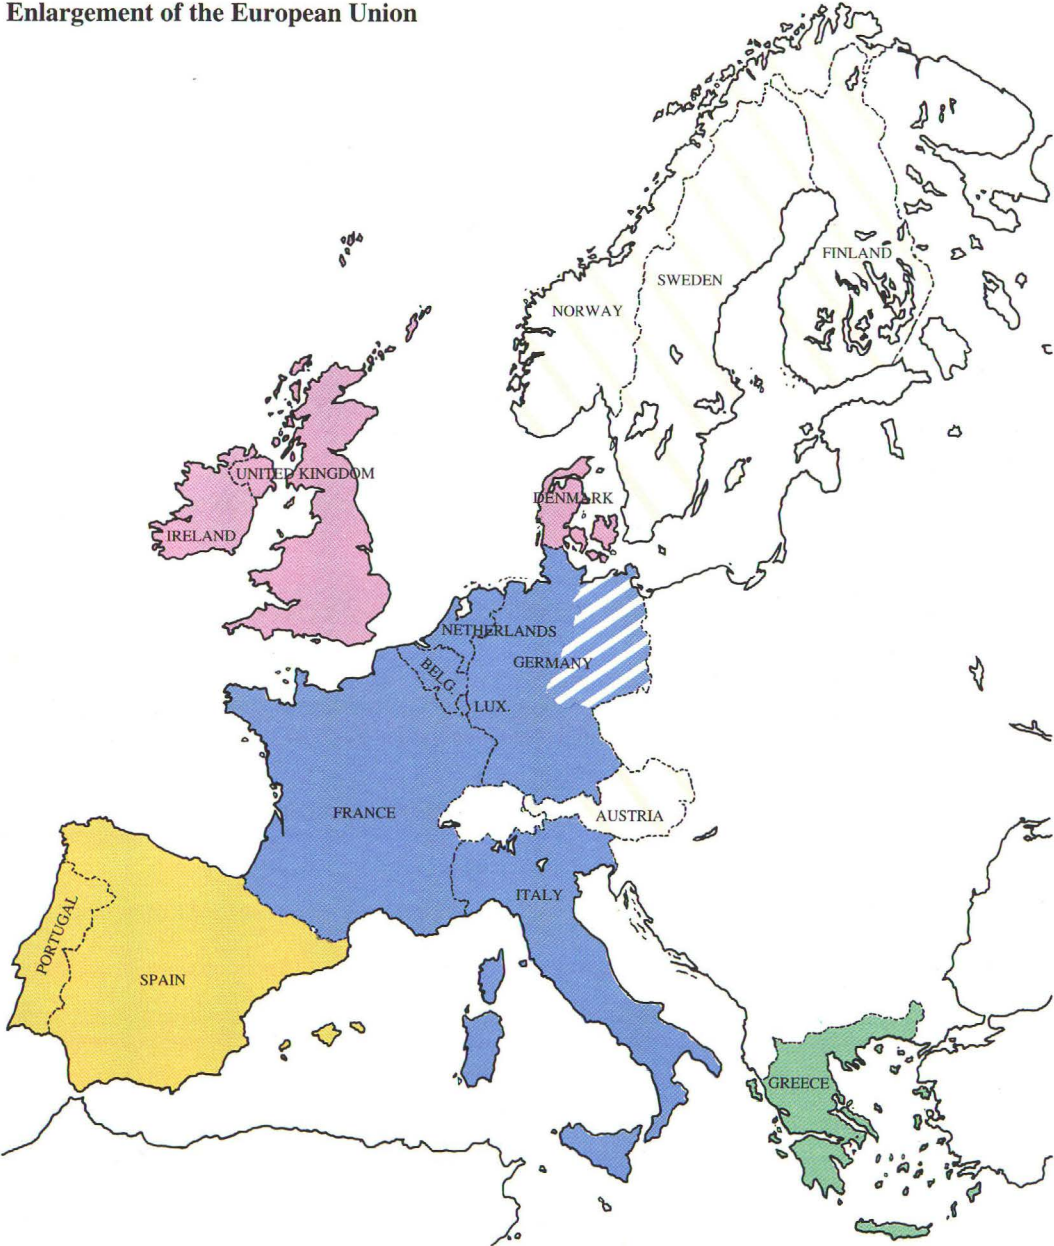 Enlargement of the European Union
FINLAND
SWEDEN
NORWAY
UNITED KINGDOM
DENMARK
IRELAND
NETHERLANDS
GERMANY
BELG.
LUX.
FRANCE
AUSTRIA
ITALY
PORTUGAL
SPAIN
GREECE